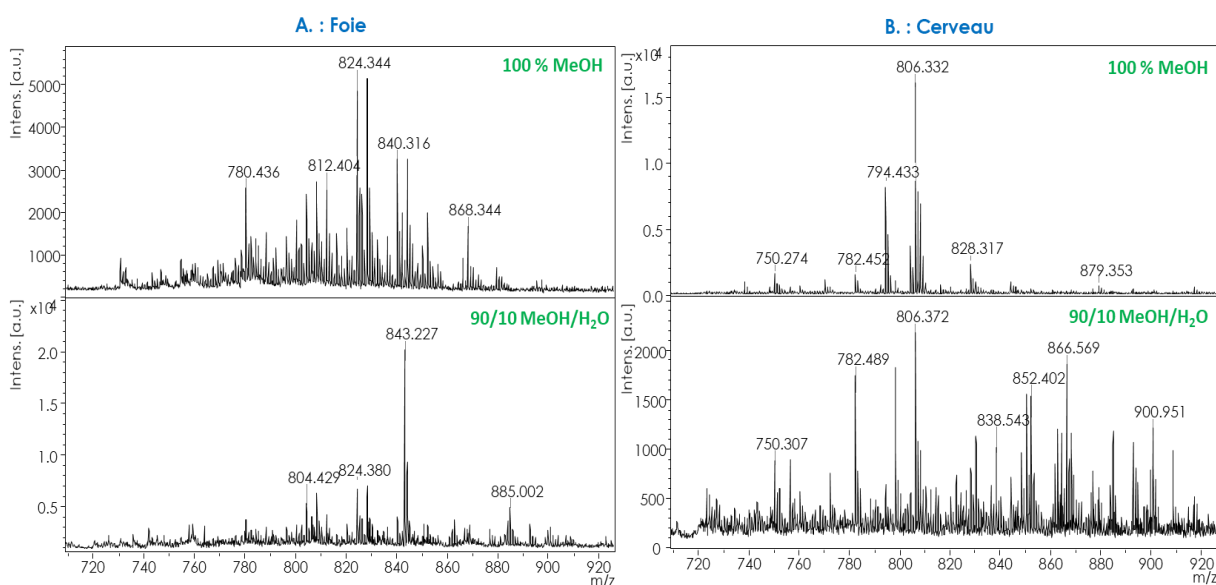 A. : Foie
B. : Cerveau
Intens. [a.u.]
5000
4000
3000
2000
1000
100 % MeOH
824.344
840.316
780.436
812.404
868.344
Intens. [a.u.]
x10⁴
2.0
1.5
1.0
0.5
0
90/10 MeOH/H₂O
843.227
804.429
824.380
885.002
720 740 760 780 800 820 840 860 880 900 920
m/z
Intens. [a.u.]
x10⁴
1.5
1.0
0.5
0.0
100 % MeOH
806.332
794.433
750.274
782.452
828.317
879.353
Intens. [a.u.]
2000
1500
1000
500
0
90/10 MeOH/H₂O
806.372
782.489
866.569
852.402
838.543
900.951
750.307
720 740 760 780 800 820 840 860 880 900 920
m/z